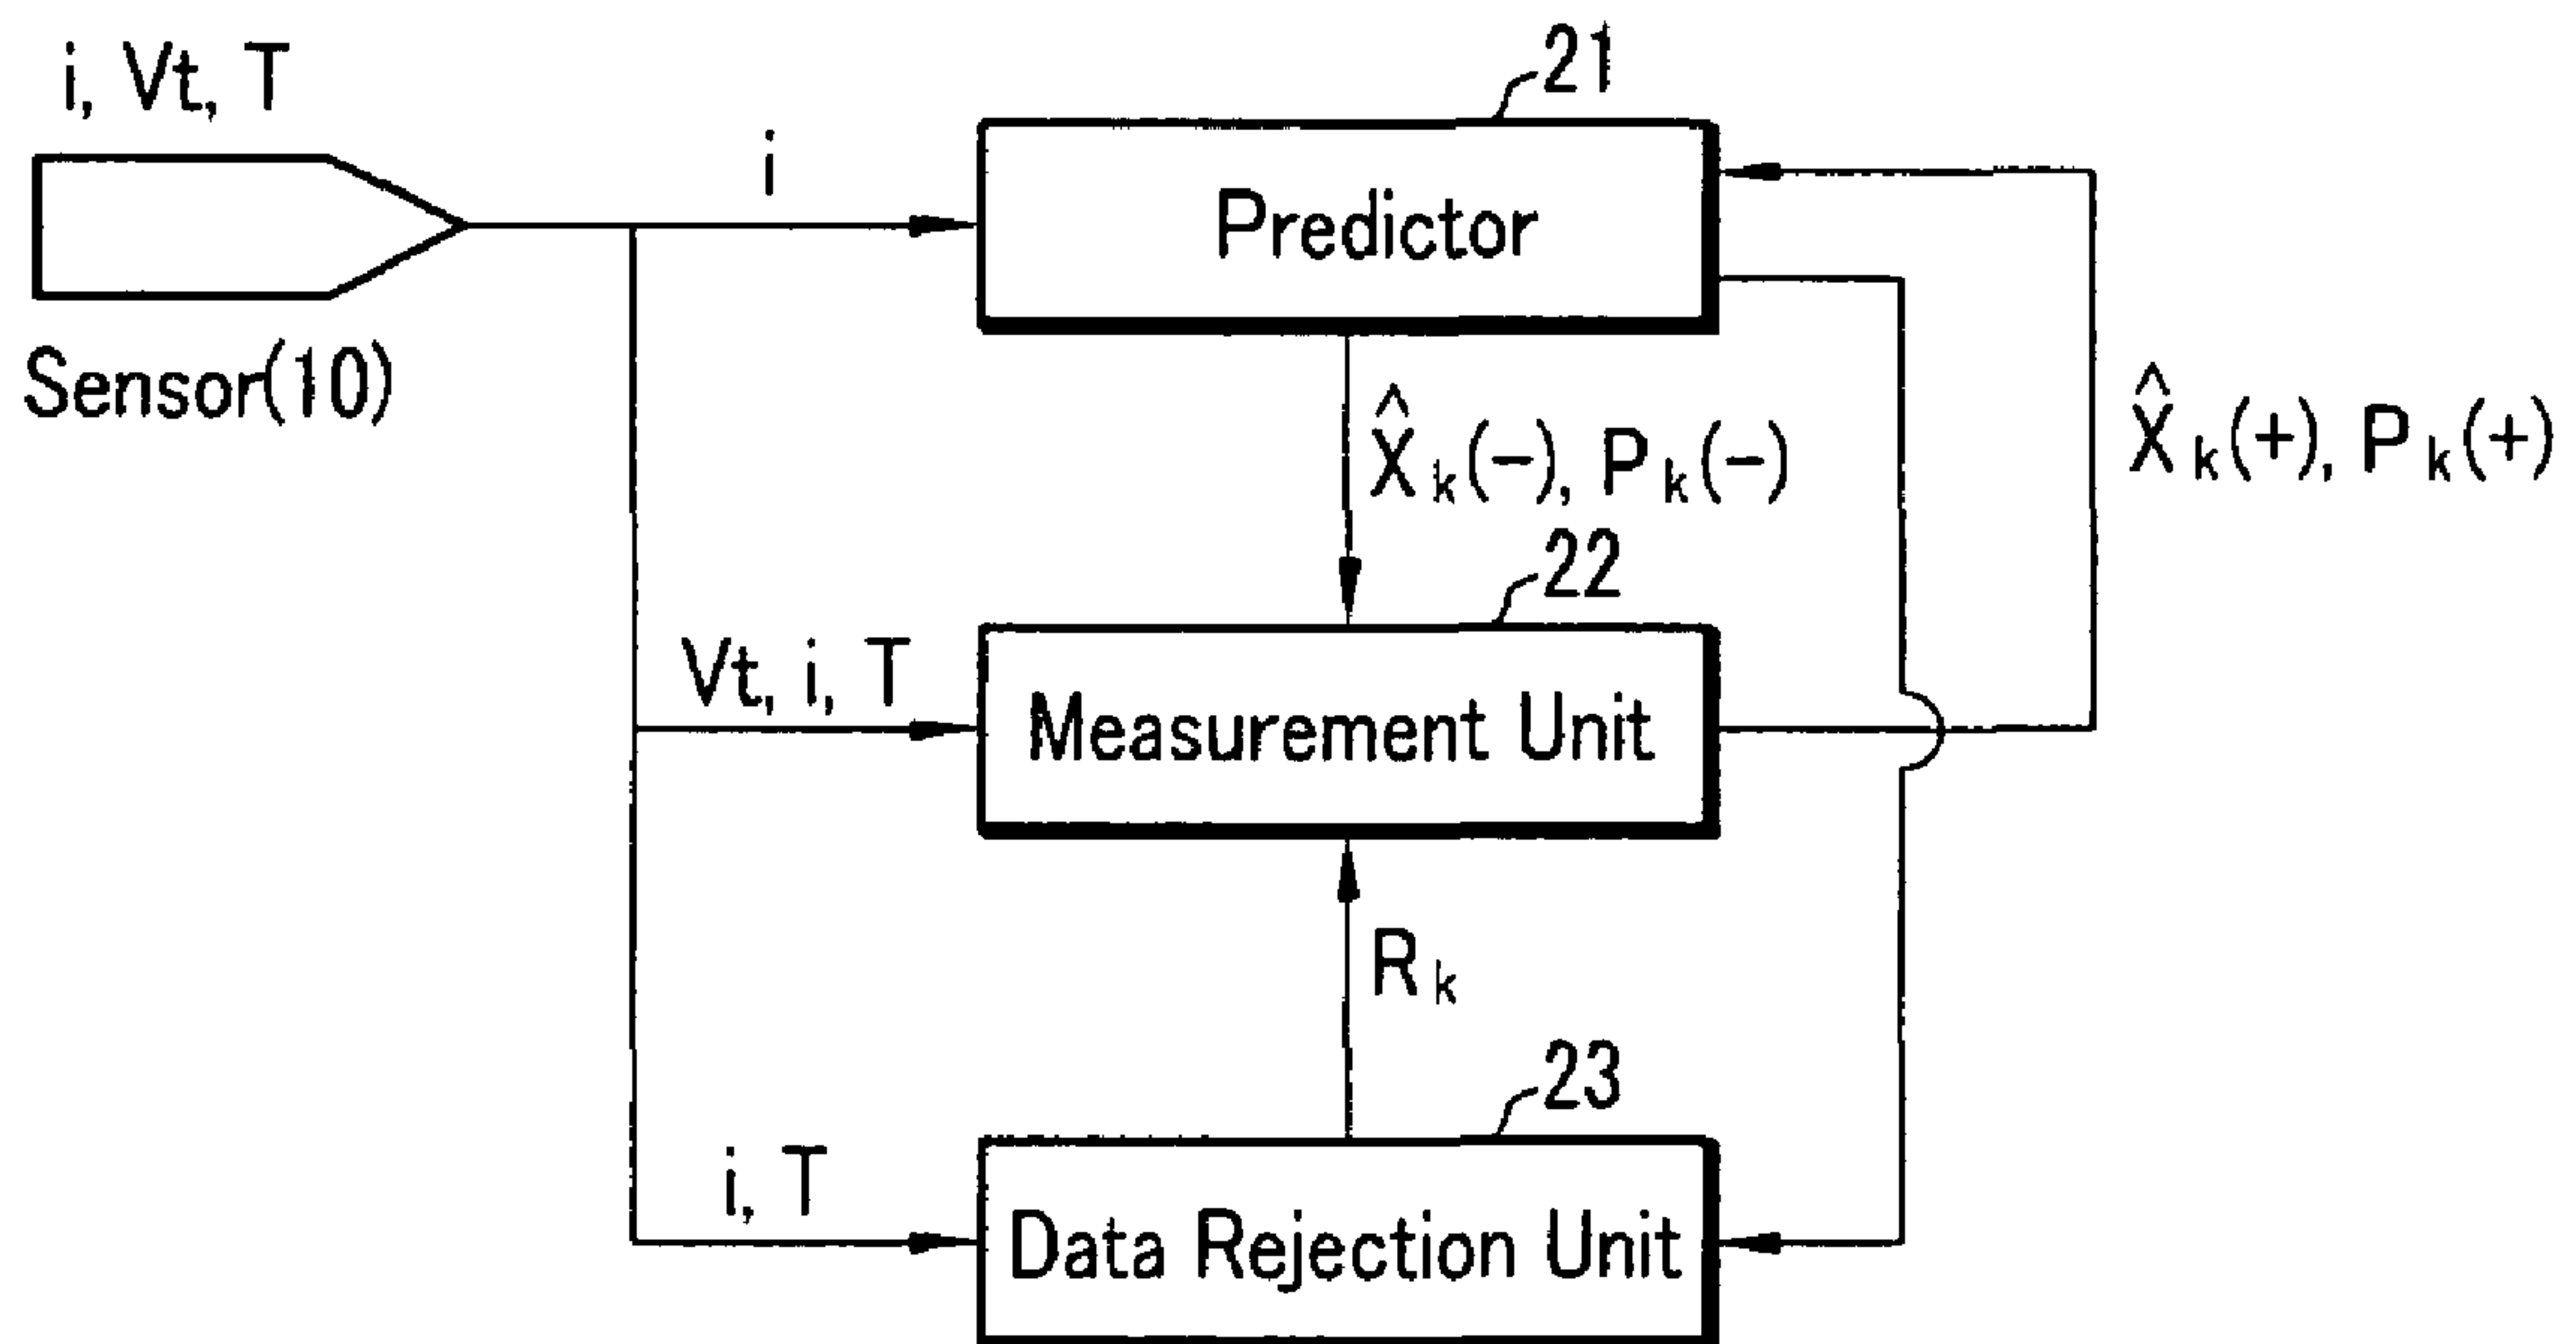 21
i, Vt, T
i
Predictor
Sensor(10)
X̂k(−), Pk(−)
X̂k(+), Pk(+)
22
Vt, i, T
Measurement Unit
Rk
23
i, T
Data Rejection Unit